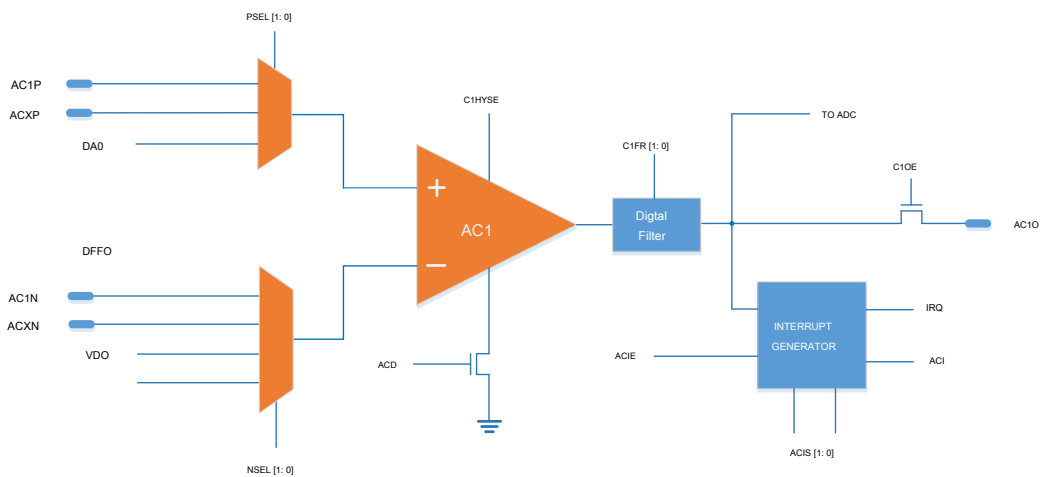 PSEL [1: 0]
AC1P
ACXP
DA0
C1HYSE
TO ADC
C1FR [1: 0]
C1OE
+
AC1
Digtal
Filter
AC1O
DFFO
−
AC1N
ACXN
VDO
ACD
ACIE
INTERRUPT
GENERATOR
IRQ
ACI
ACIS [1: 0]
NSEL [1: 0]